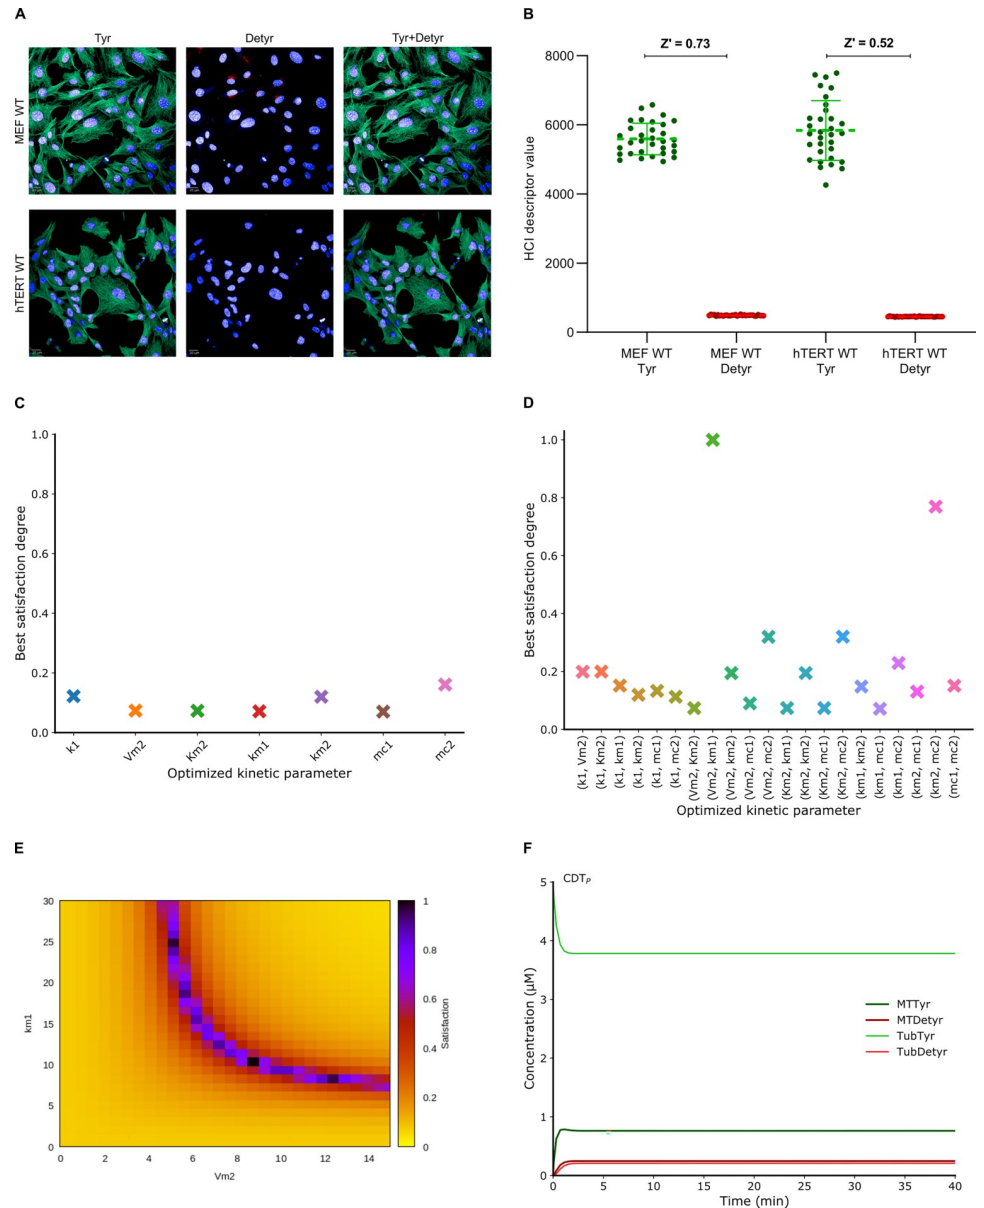 A
Tyr
Detyr
Tyr+Detyr
MEF WT
hTERT WT
B
Z' = 0.73
Z' = 0.52
HCI descriptor value
8000
6000
4000
2000
0
MEF WT
Tyr
MEF WT
Detyr
hTERT WT
Tyr
hTERT WT
Detyr
C
Best satisfaction degree
1.0
0.8
0.6
0.4
0.2
0.0
k1
Vm2
Km2
km1
km2
mc1
mc2
Optimized kinetic parameter
D
Best satisfaction degree
1.0
0.8
0.6
0.4
0.2
0.0
(k1, Vm2)
(k1, Km2)
(k1, km1)
(k1, km2)
(k1, mc1)
(k1, mc2)
(Vm2, Km2)
(Vm2, km1)
(Vm2, km2)
(Vm2, mc1)
(Vm2, mc2)
(Km2, km1)
(Km2, km2)
(Km2, mc1)
(Km2, mc2)
(km1, km2)
(km1, mc1)
(km1, mc2)
(km2, mc1)
(km2, mc2)
(mc1, mc2)
Optimized kinetic parameter
E
km1
30
25
20
15
10
5
0
0 2 4 6 8 10 12 14
Vm2
1
0.8
0.6
0.4
0.2
0
Satisfaction
F
CDTP
Concentration (μM)
5
4
3
2
1
0
MTTyr
MTDetyr
TubTyr
TubDetyr
0 5 10 15 20 25 30 35 40
Time (min)